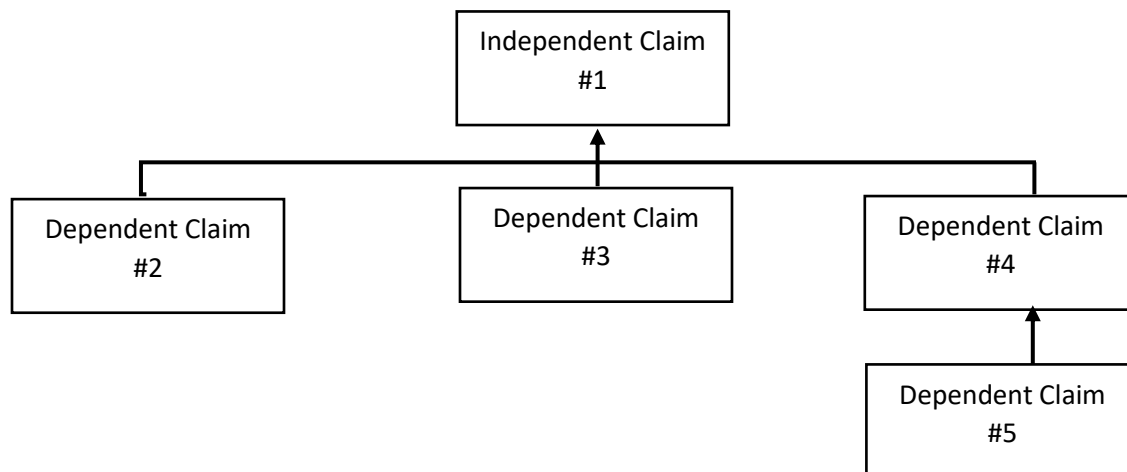 Independent Claim
#1
Dependent Claim
#2
Dependent Claim
#3
Dependent Claim
#4
Dependent Claim
#5